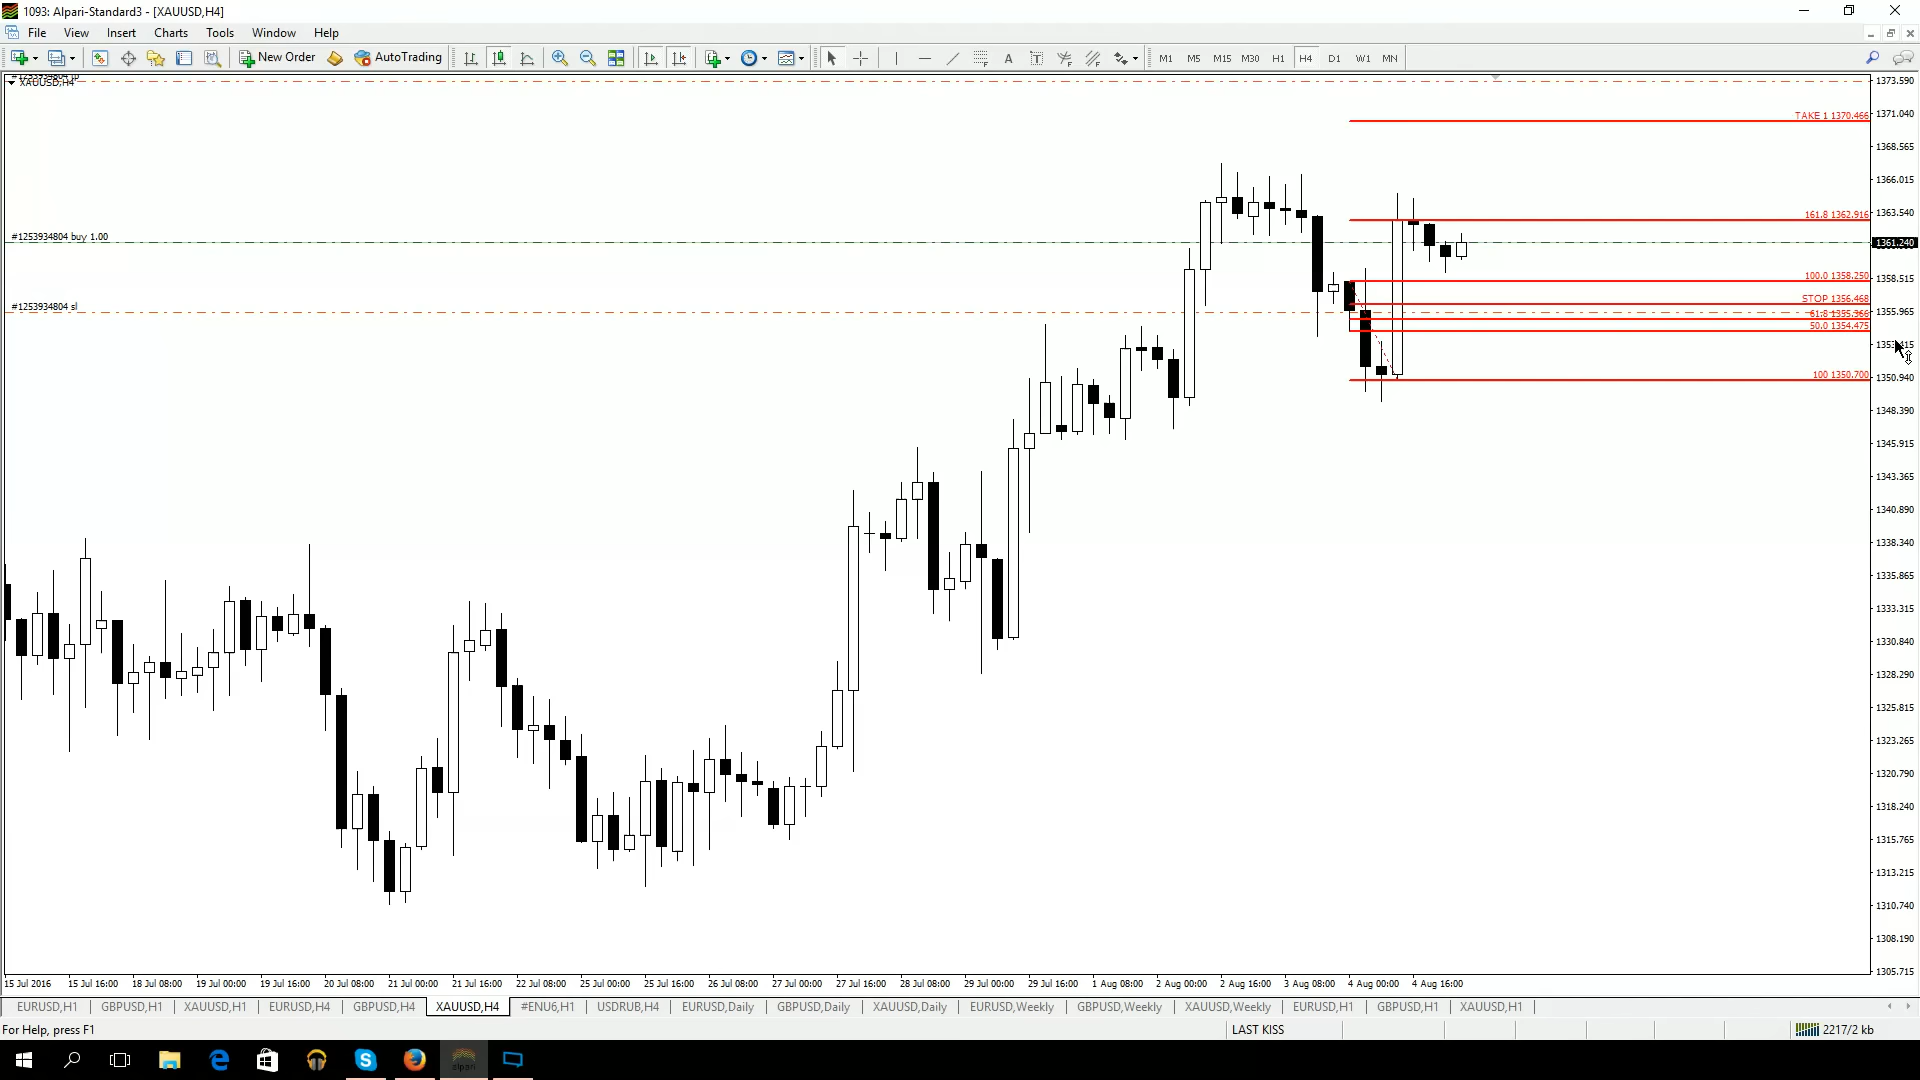 1093: Alpari-Standard3 - [XAUUSD,H4]
File View Insert Charts Tools Window Help
New Order AutoTrading A T M1 M5 M15 M30 H1 H4 D1 W1 MN
#1253934804 tp
XAUUSD,H4
1373.590
TAKE 1 1370.466
1371.040
1368.565
1366.015
161.8 1362.916
1363.540
#1253934804 buy 1.00
1361.240
100.0 1358.250
1358.515
STOP 1356.468
#1253934804 sl
1355.965
50.0 1354.475
100 1350.700
1350.940
1348.390
1345.915
1343.365
1340.890
1338.340
1335.865
1333.315
1330.840
1328.290
1325.815
1323.265
1320.790
1318.240
1315.765
1313.215
1310.740
1308.190
1305.715
15 Jul 2016 15 Jul 16:00 18 Jul 08:00 19 Jul 00:00 19 Jul 16:00 20 Jul 08:00 21 Jul 00:00 21 Jul 16:00 22 Jul 08:00 25 Jul 00:00 25 Jul 16:00 26 Jul 08:00 27 Jul 00:00 27 Jul 16:00 28 Jul 08:00 29 Jul 00:00 29 Jul 16:00 1 Aug 08:00 2 Aug 00:00 2 Aug 16:00 3 Aug 08:00 4 Aug 00:00 4 Aug 16:00
EURUSD,H1 GBPUSD,H1 XAUUSD,H1 EURUSD,H4 GBPUSD,H4 XAUUSD,H4 #ENU6,H1 USDRUB,H4 EURUSD,Daily GBPUSD,Daily XAUUSD,Daily EURUSD,Weekly GBPUSD,Weekly XAUUSD,Weekly EURUSD,H1 GBPUSD,H1 XAUUSD,H1
For Help, press F1
LAST KISS
2217/2 kb
alpari